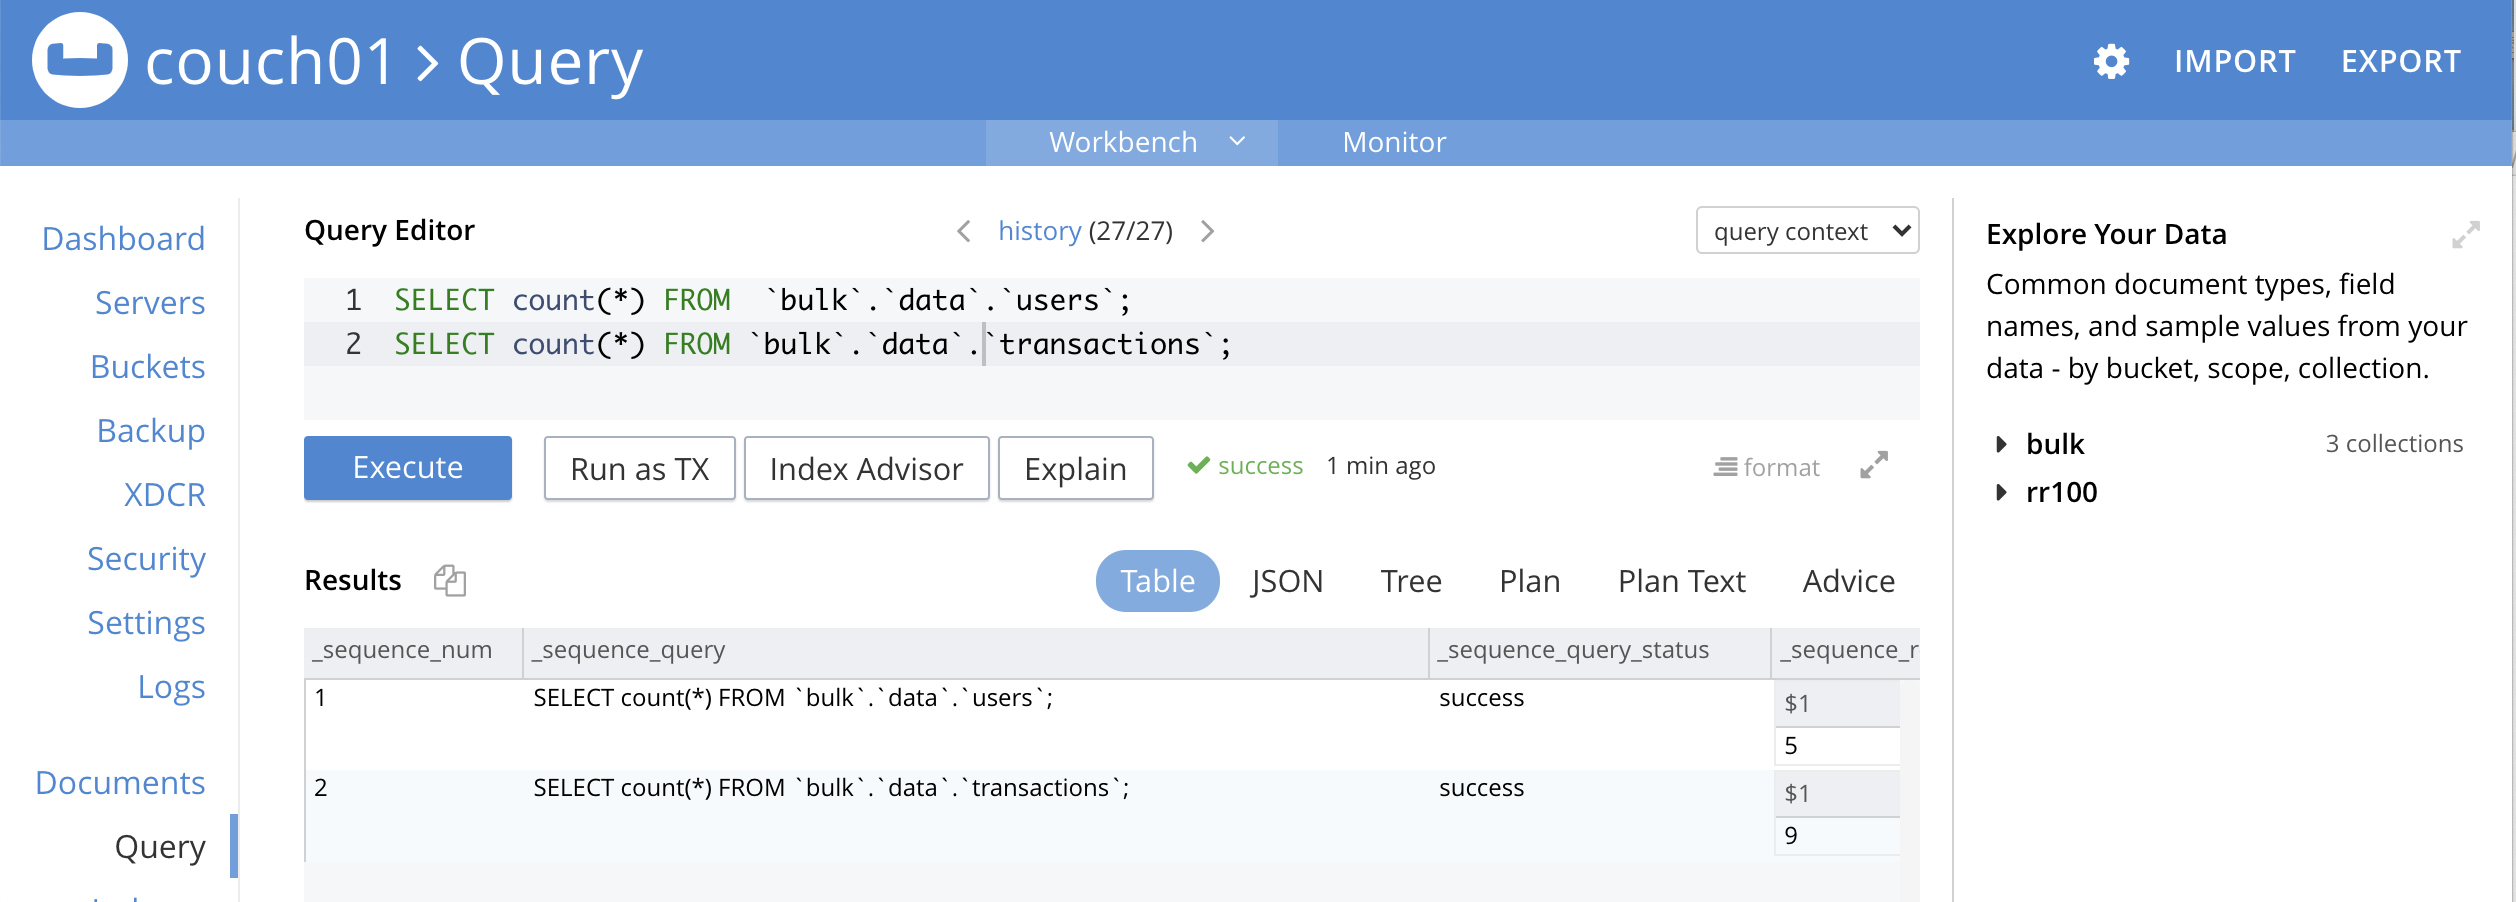 couch01 > Query
IMPORT
EXPORT
Workbench
Monitor
Dashboard
Servers
Buckets
Backup
XDCR
Security
Settings
Logs
Documents
Query
Query Editor
history (27/27)
query context
1 SELECT count(*) FROM  `bulk`.`data`.`users`;
2 SELECT count(*) FROM `bulk`.`data`.`transactions`;
Execute
Run as TX
Index Advisor
Explain
success 1 min ago
format
Results
Table
JSON
Tree
Plan
Plan Text
Advice
_sequence_num _sequence_query _sequence_query_status _sequence_r
1 SELECT count(*) FROM `bulk`.`data`.`users`; success $1
5
2 SELECT count(*) FROM `bulk`.`data`.`transactions`; success $1
9
Explore Your Data
Common document types, field
names, and sample values from your
data - by bucket, scope, collection.
bulk 3 collections
rr100